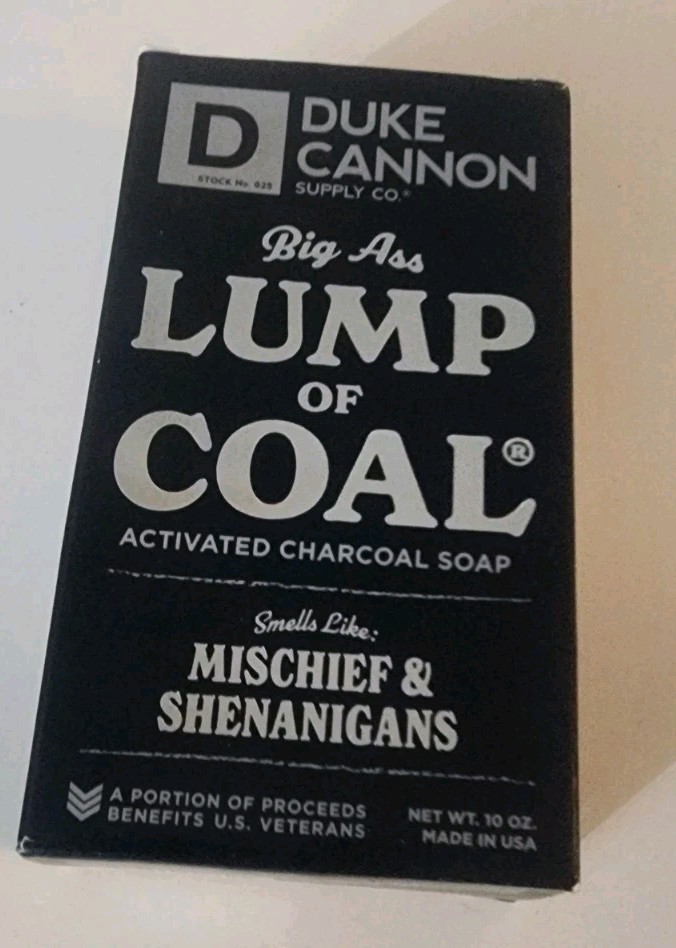 D
STOCK No. 025
DUKE
CANNON
SUPPLY CO.®
Big Ass
LUMP
OF
COAL®
ACTIVATED CHARCOAL SOAP
Smells Like:
MISCHIEF &
SHENANIGANS
A PORTION OF PROCEEDS
BENEFITS U.S. VETERANS
NET WT. 10 OZ.
MADE IN USA